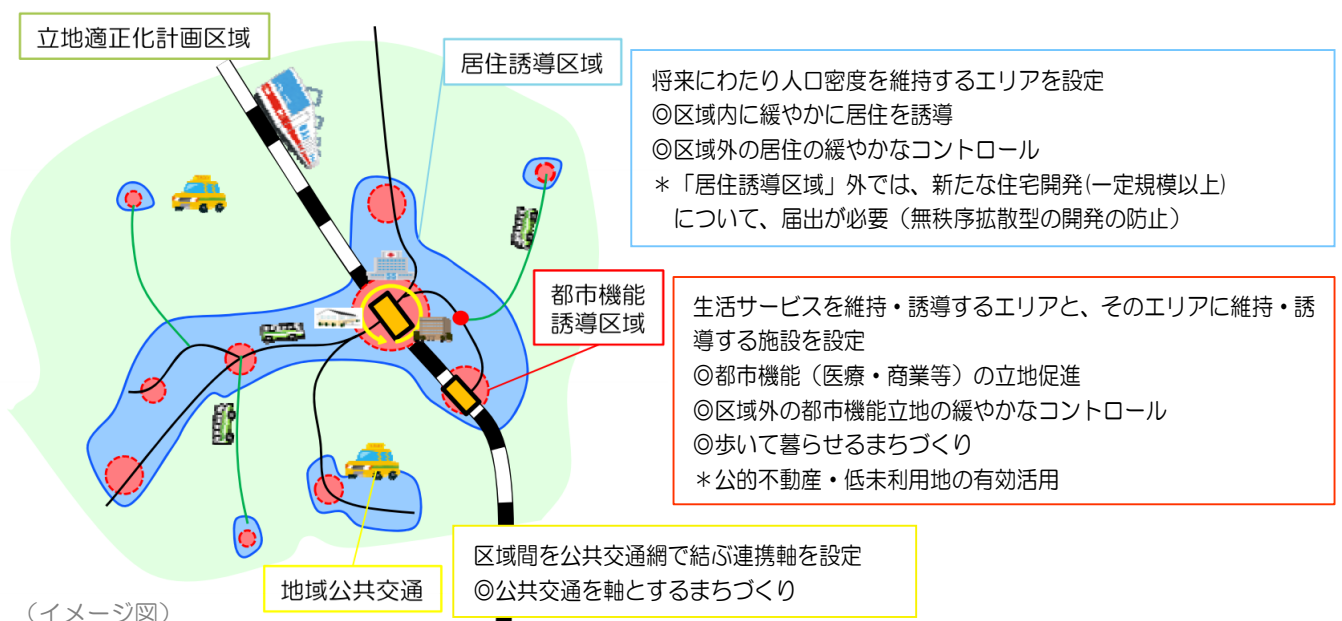 立地適正化計画区域
居住誘導区域
将来にわたり人口密度を維持するエリアを設定
◎区域内に緩やかに居住を誘導
◎区域外の居住の緩やかなコントロール
＊「居住誘導区域」外では、新たな住宅開発(一定規模以上)
について、届出が必要（無秩序拡散型の開発の防止）
都市機能
誘導区域
生活サービスを維持・誘導するエリアと、そのエリアに維持・誘
導する施設を設定
◎都市機能（医療・商業等）の立地促進
◎区域外の都市機能立地の緩やかなコントロール
◎歩いて暮らせるまちづくり
＊公的不動産・低未利用地の有効活用
地域公共交通
区域間を公共交通網で結ぶ連携軸を設定
◎公共交通を軸とするまちづくり
（イメージ図）